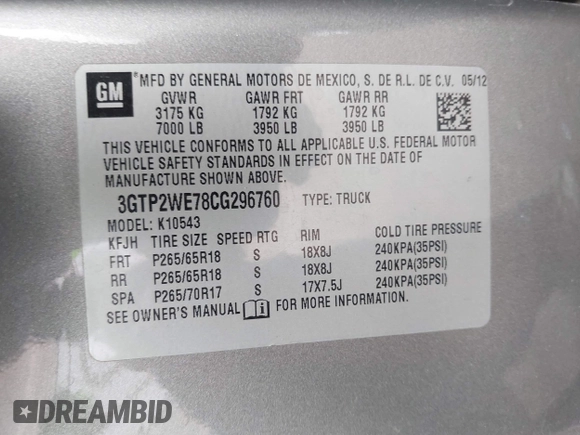 GM
*MFD BY GENERAL MOTORS DE MEXICO, S. DE R.L. DE C.V. 05/12
GVWR GAWR FRT GAWR RR
3175 KG 1792 KG 1792 KG
7000 LB 3950 LB 3950 LB
THIS VEHICLE CONFORMS TO ALL APPLICABLE U.S. FEDERAL MOTOR
VEHICLE SAFETY STANDARDS IN EFFECT ON THE DATE OF
MANUFACTURE SHOWN ABOVE.
3GTP2WE78CG296760 TYPE: TRUCK
MODEL: K10543
KFJH TIRE SIZE SPEED RTG RIM COLD TIRE PRESSURE
FRT P265/65R18 S 18X8J 240KPA(35PSI)
RR P265/65R18 S 18X8J 240KPA(35PSI)
SPA P265/70R17 S 17X7.5J 240KPA(35PSI)
SEE OWNER'S MANUAL FOR MORE INFORMATION.
DREAMBID